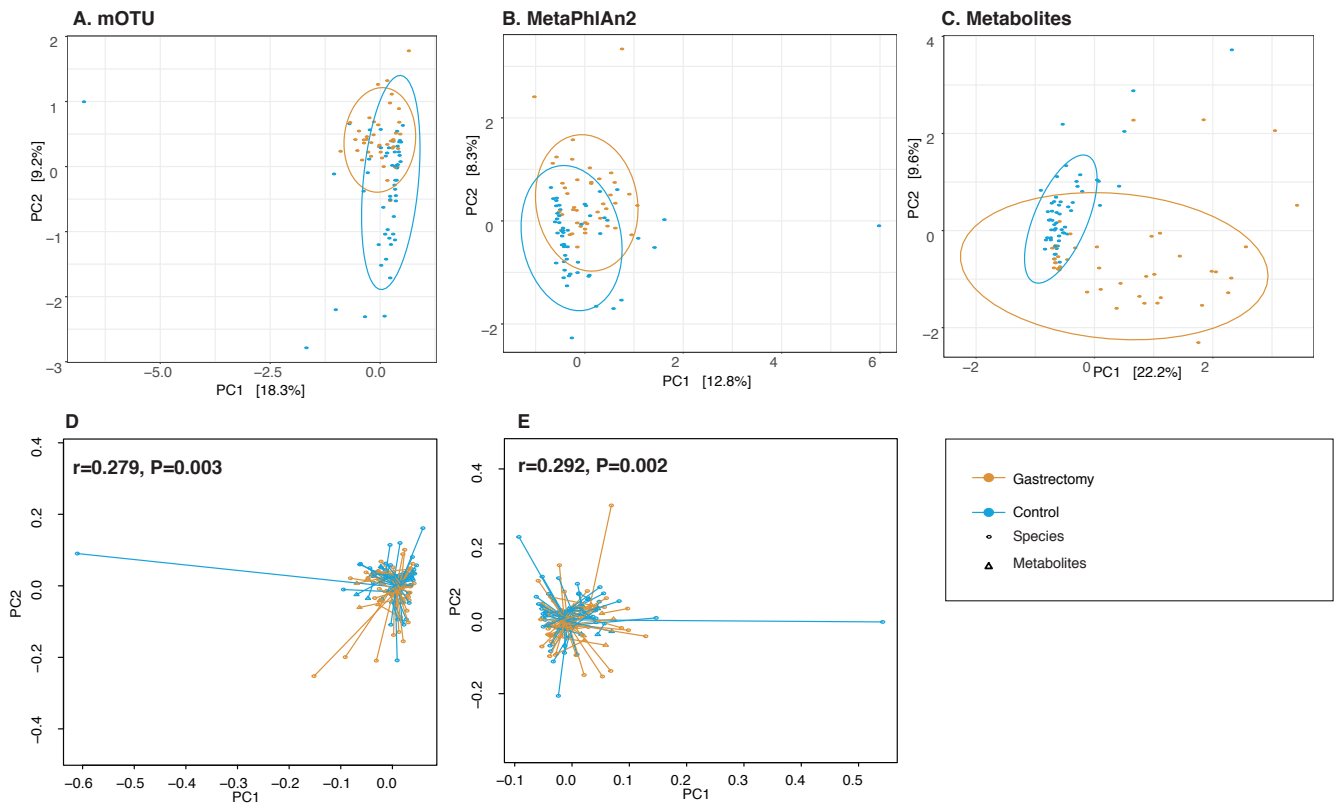 A. mOTU
B. MetaPhlAn2
C. Metabolites
2
1
0
−1
−2
−3
PC2 [9.2%]
−5.0
−2.5
0.0
PC1 [18.3%]
2
0
−2
PC2 [8.3%]
0
2
4
6
PC1 [12.8%]
4
2
0
−2
PC2 [9.6%]
−2
0
2
PC1 [22.2%]
D
r=0.279, P=0.003
0.4
0.2
0.0
−0.2
−0.4
PC2
−0.6
−0.5
−0.4
−0.3
−0.2
−0.1
0.0
PC1
E
r=0.292, P=0.002
0.4
0.2
0.0
−0.2
PC2
−0.1
0.0
0.1
0.2
0.3
0.4
0.5
PC1
Gastrectomy
Control
Species
Metabolites